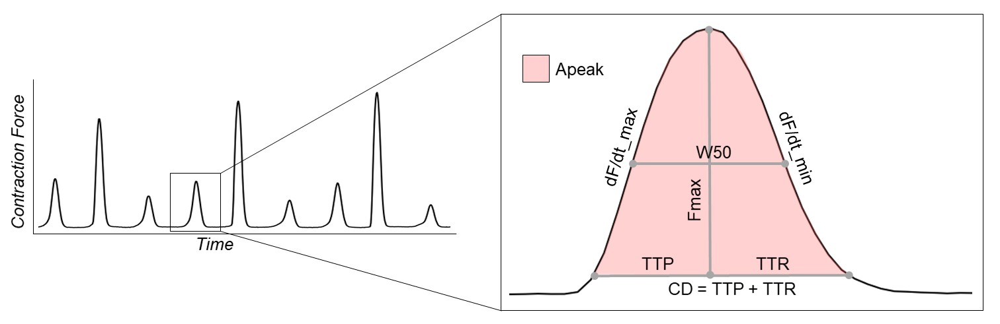 Contraction Force
Time
Apeak
dF/dt_max
dF/dt_min
W50
Fmax
TTP
TTR
CD = TTP + TTR